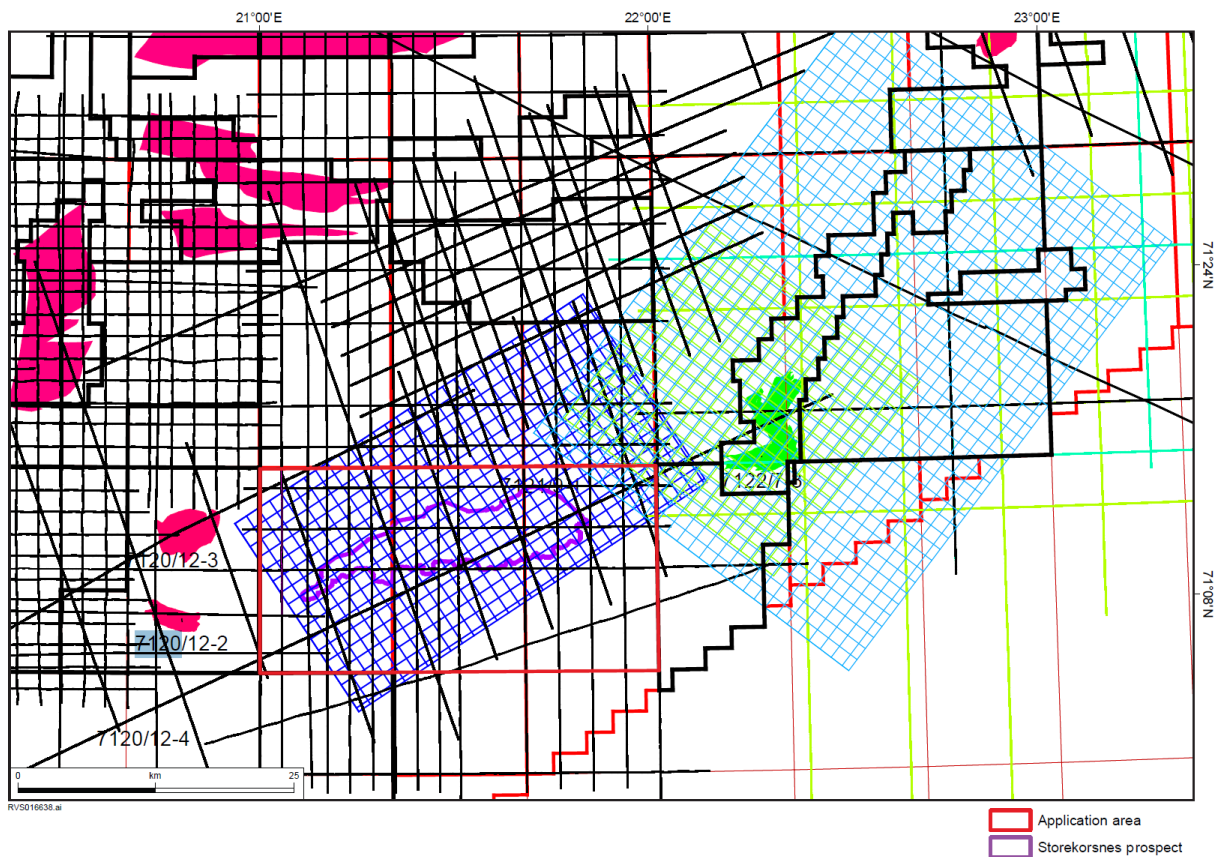 21°00'E
22°00'E
23°00'E
71°24'N
7122/7-3
120/12-3
71°08'N
7120/12-2
7120/12-4
0
km
25
RVS016638.ai
Application area
Storekorsnes prospect